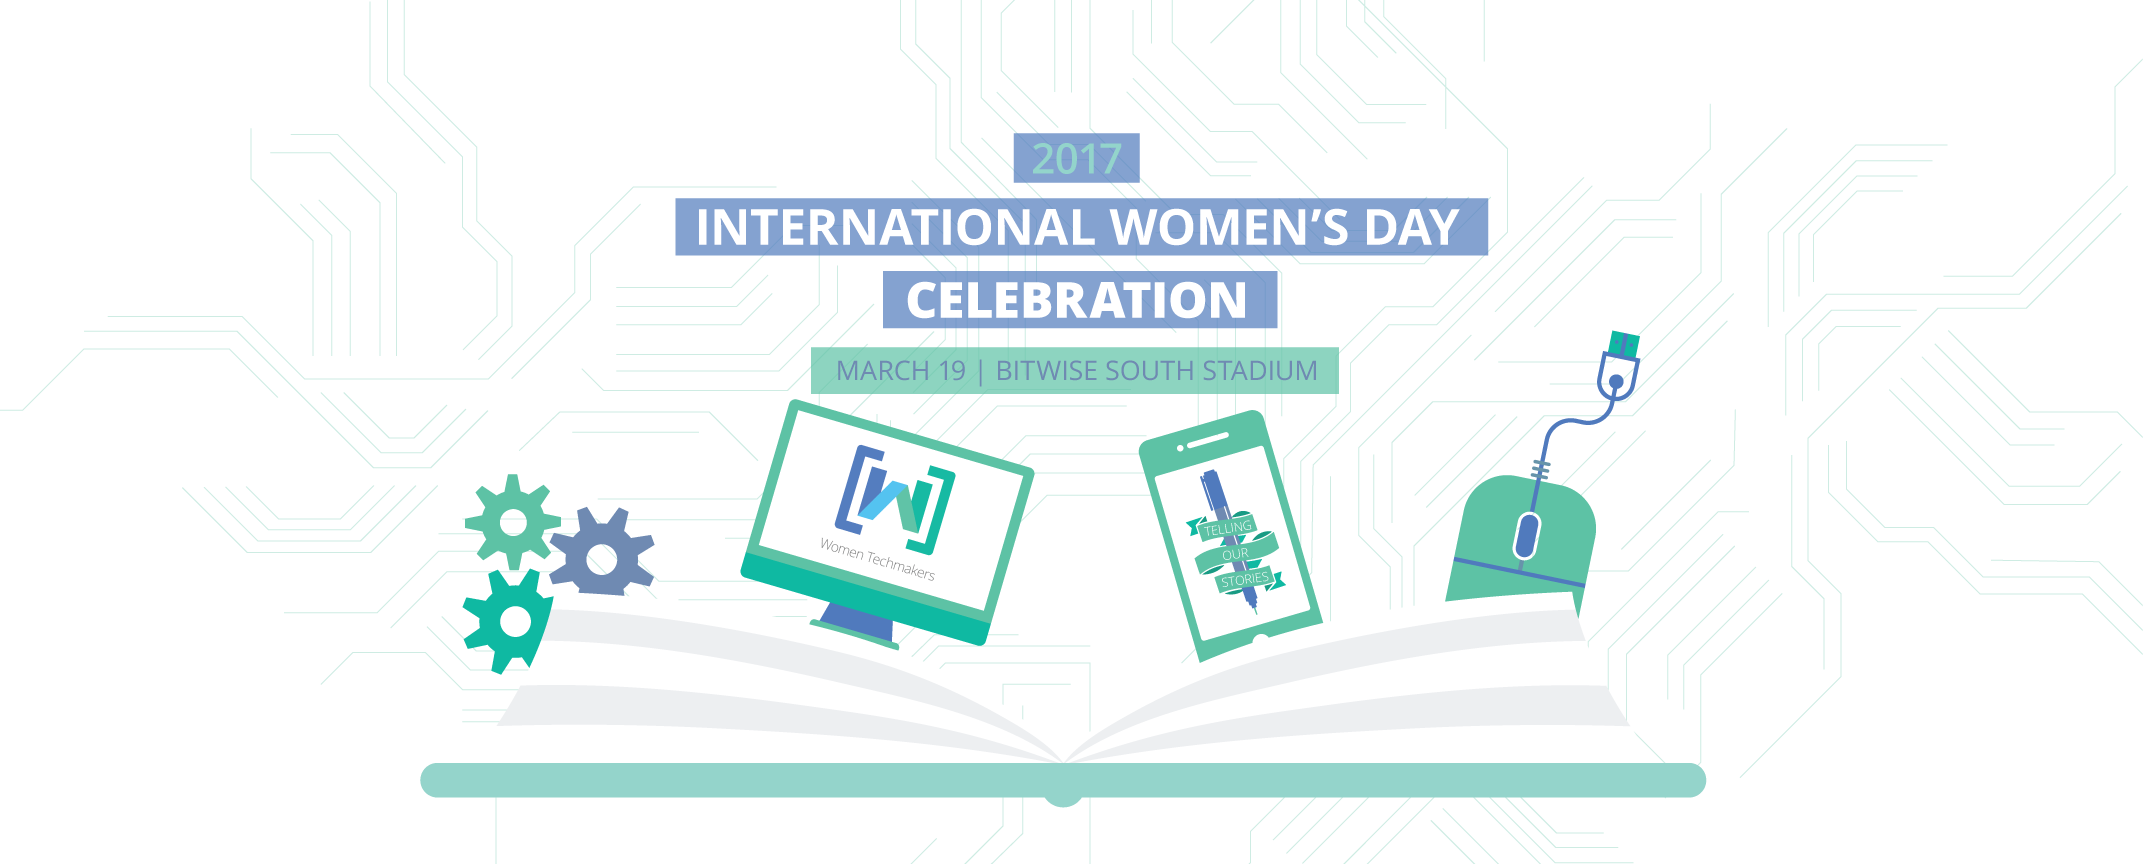 2017
INTERNATIONAL WOMEN’S DAY
CELEBRATION
MARCH 19 | BITWISE SOUTH STADIUM
Women Techmakers
TELLING
OUR
STORIES